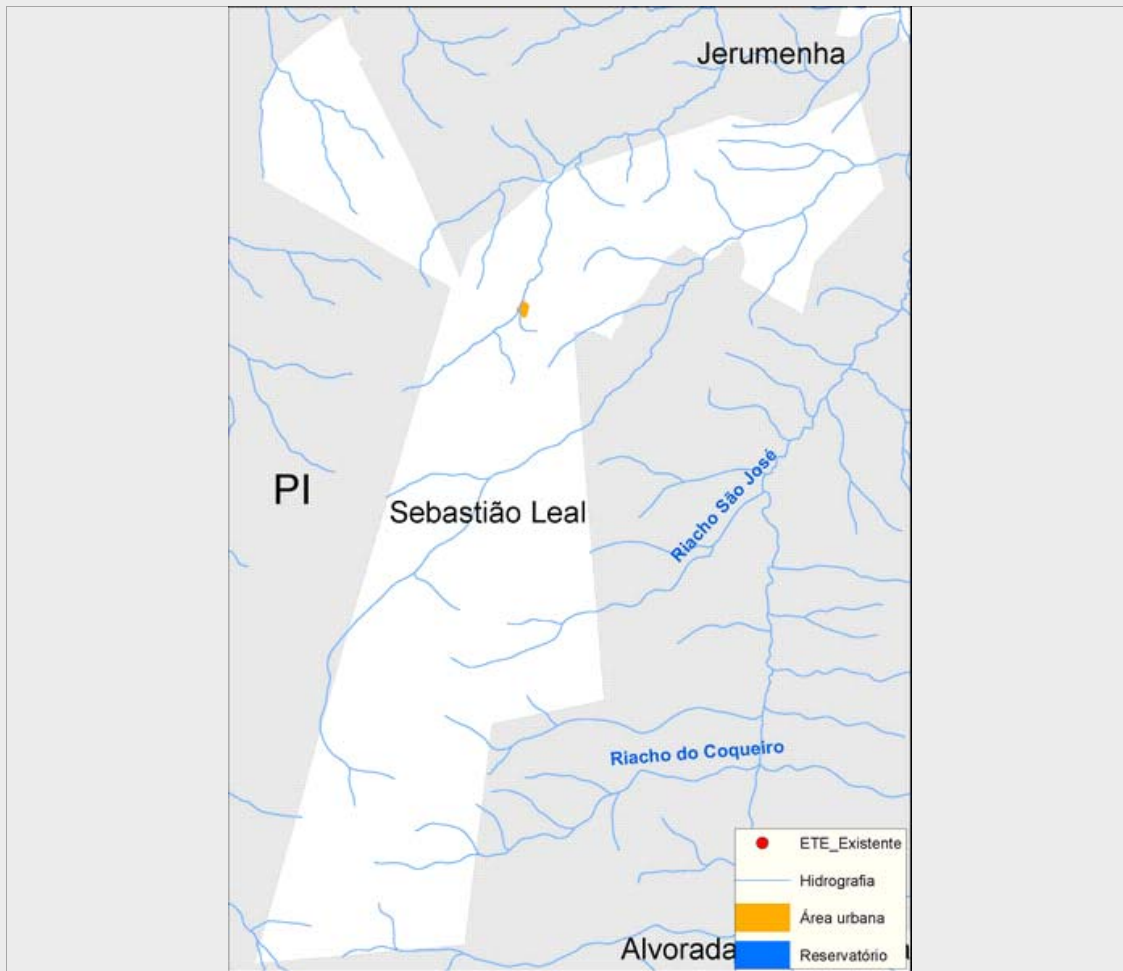 Jerumenha
PI
Sebastião Leal
Riacho São José
Riacho do Coqueiro
ETE_Existente
Hidrografia
Área urbana
Alvorada
Reservatório